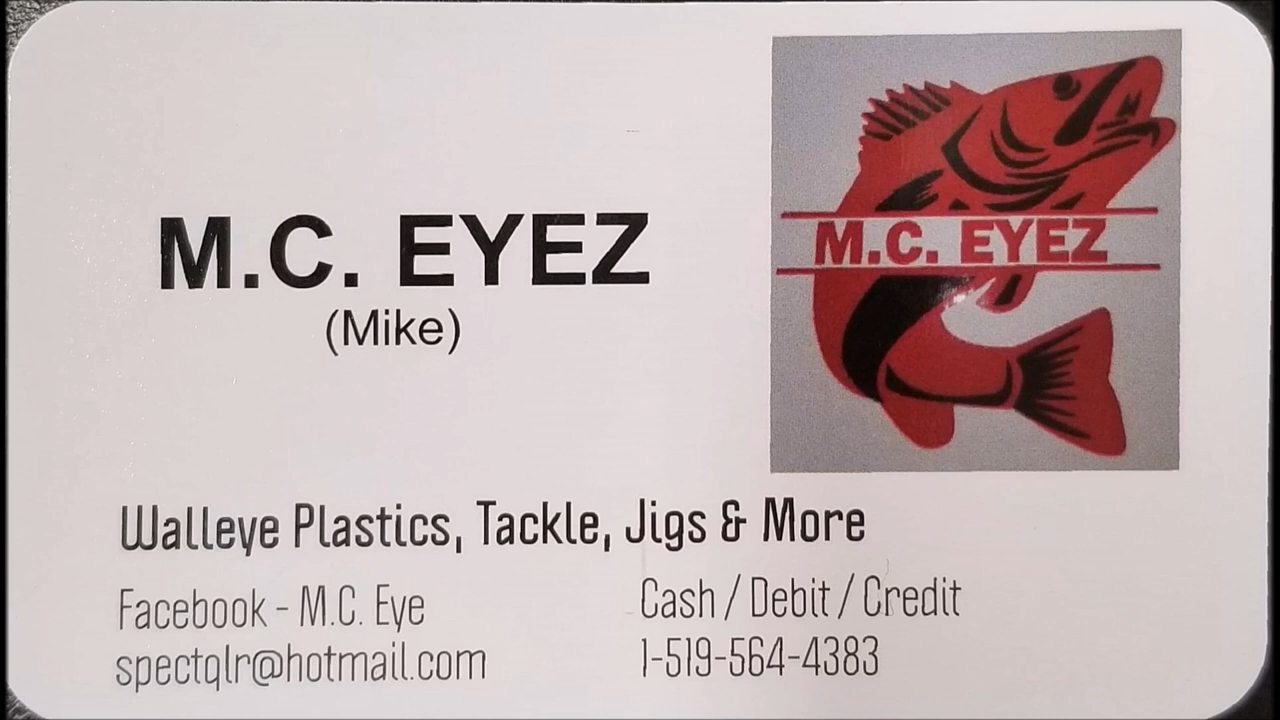 M.C. EYEZ
(Mike)
M.C. EYEZ
Walleye Plastics, Tackle, Jigs & More
Facebook - M.C. Eye
Cash / Debit / Credit
spectqlr@hotmail.com
1-519-564-4383